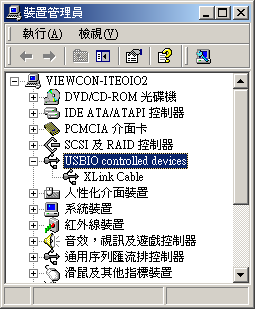 裝置管理員
執行(A) 檢視(V)
VIEWCON-ITEOIO2
DVD/CD-ROM 光碟機
IDE ATA/ATAPI 控制器
PCMCIA 介面卡
SCSI 及 RAID 控制器
USBIO controlled devices
XLink Cable
人性化介面裝置
系統裝置
紅外線裝置
音效，視訊及遊戲控制器
通用序列匯流排控制器
滑鼠及其他指標裝置